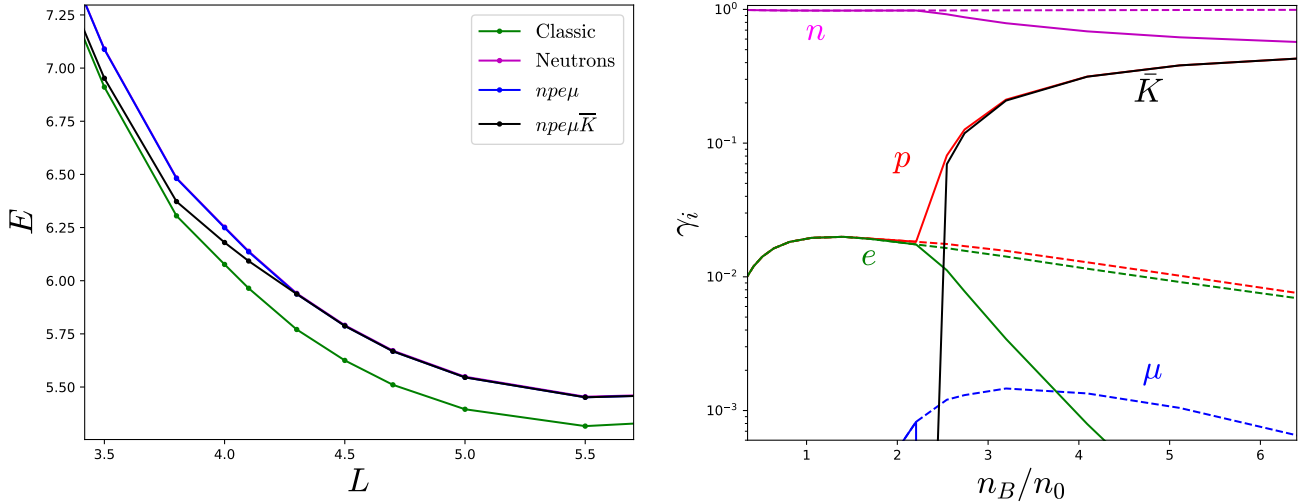 7.25
7.00
6.75
6.50
6.25
6.00
5.75
5.50
E
3.5 4.0 4.5 5.0 5.5
L
Classic
Neutrons
npeμ
npeμK̅
10⁰
10⁻¹
10⁻²
10⁻³
γᵢ
n
K̄
p
e
μ
1 2 3 4 5 6
n_B/n_0